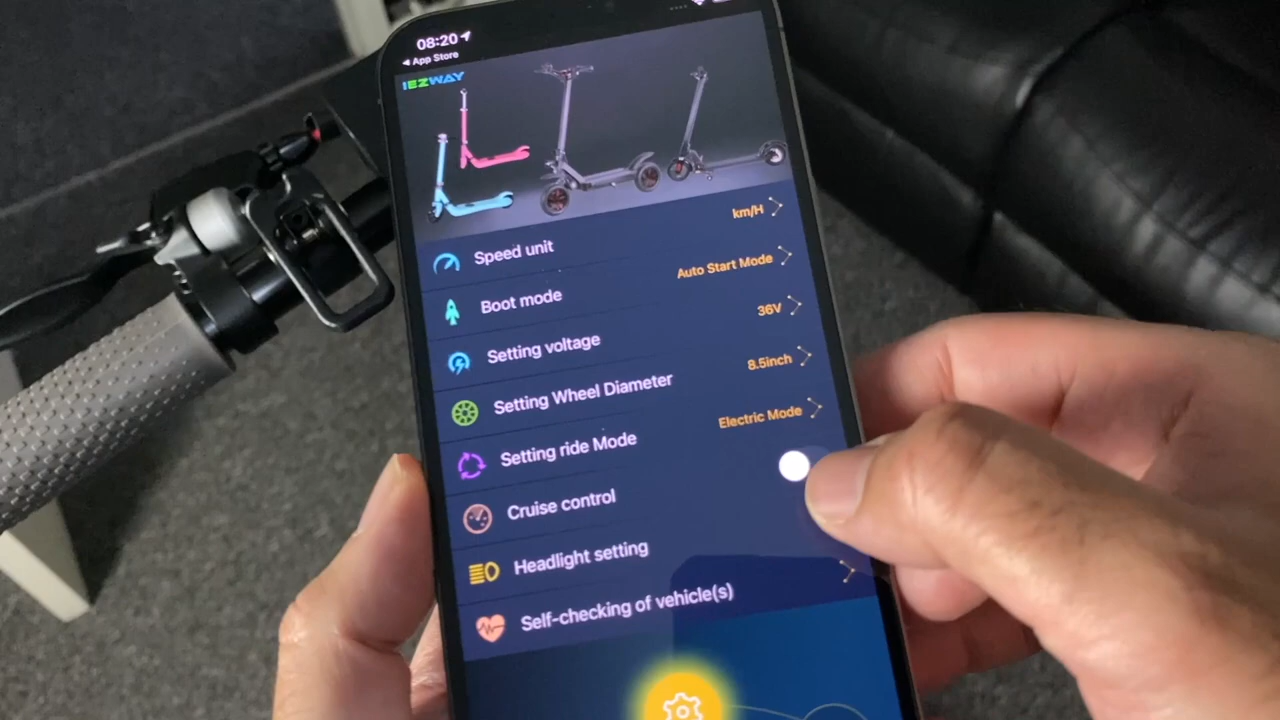 08:20
App Store
IEZWAY
Speed unit km/H
Boot mode Auto Start Mode
Setting voltage 36V
Setting Wheel Diameter 8.5inch
Setting ride Mode Electric Mode
Cruise control
Headlight setting
Self-checking of vehicle(s)